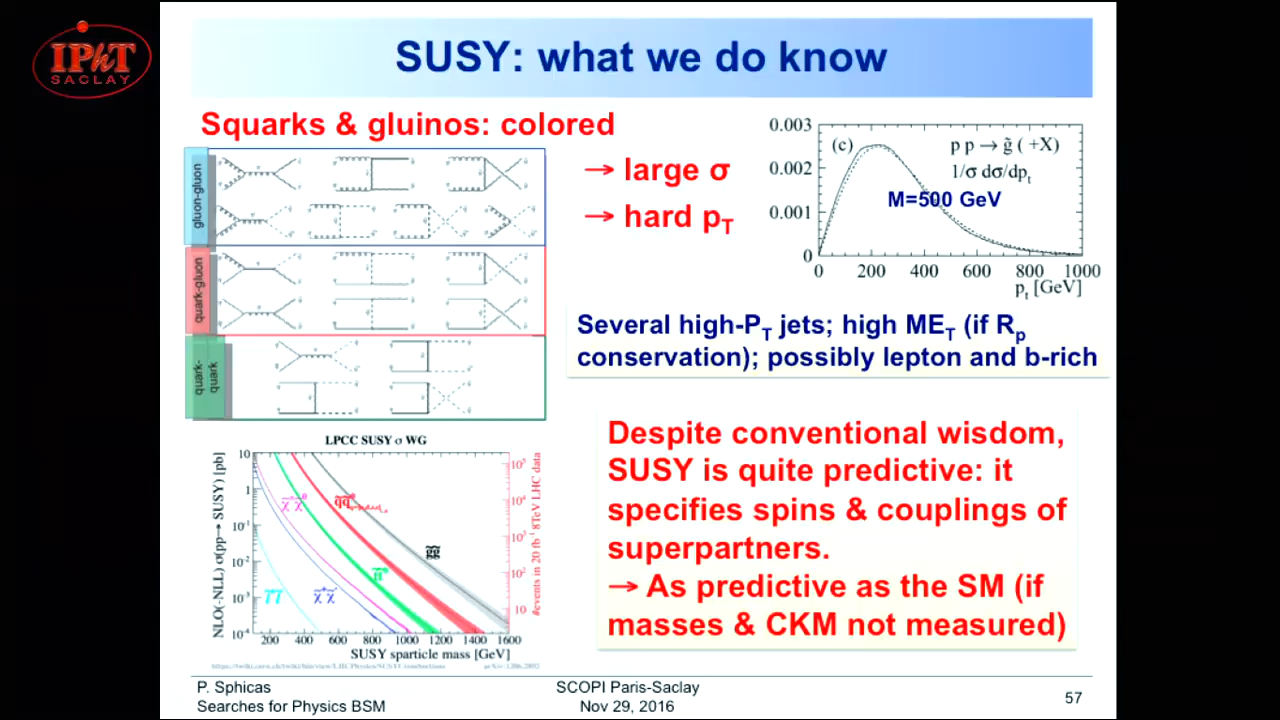 IPhT
SACLAY
SUSY: what we do know
Squarks & gluinos: colored
→ large σ
→ hard pT
gluon-gluon
quark-gluon
quark-
quark
0.003
0.002
0.001
0
(c)
p p → g̃ ( +X)
1/σ dσ/dpt
M=500 GeV
0 200 400 600 800 1000
pt [GeV]
Several high-PT jets; high MET (if Rp
conservation); possibly lepton and b-rich
LPCC SUSY σ WG
NLO(-NLL) σ(pp→ SUSY) [pb]
10
1
10-1
10-2
10-3
10-4
200 400 600 800 1000 1200 1400 1600
SUSY sparticle mass [GeV]
105
104
103
102
10
#events in 20 fb-1 8TeV LHC data
g̃g̃
Despite conventional wisdom,
SUSY is quite predictive: it
specifies spins & couplings of
superpartners.
→ As predictive as the SM (if
masses & CKM not measured)
P. Sphicas
Searches for Physics BSM
SCOPI Paris-Saclay
Nov 29, 2016
57